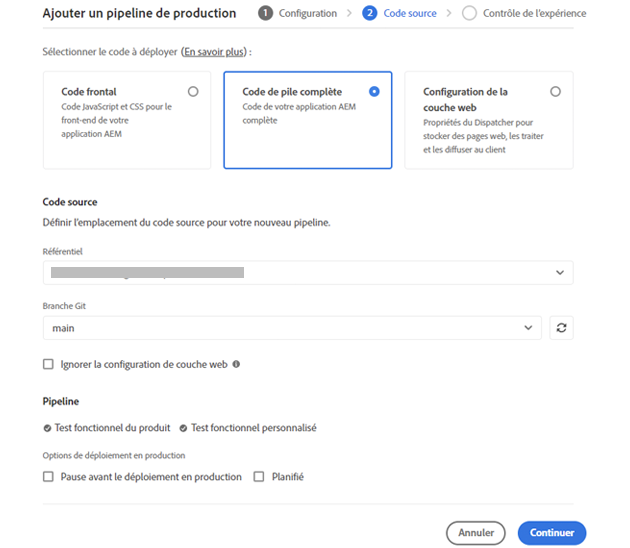 Ajouter un pipeline de production
1 Configuration
2 Code source
Contrôle de l'expérience
Sélectionner le code à déployer (En savoir plus) :
Code frontal
Code JavaScript et CSS pour le
front-end de votre
application AEM
Code de pile complète
Code de votre application AEM
complète
Configuration de la
couche web
Propriétés du Dispatcher pour
stocker des pages web, les traiter
et les diffuser au client
Code source
Définir l'emplacement du code source pour votre nouveau pipeline.
Référentiel
Branche Git
main
Ignorer la configuration de couche web
Pipeline
Test fonctionnel du produit
Test fonctionnel personnalisé
Options de déploiement en production
Pause avant le déploiement en production
Planifié
Annuler
Continuer